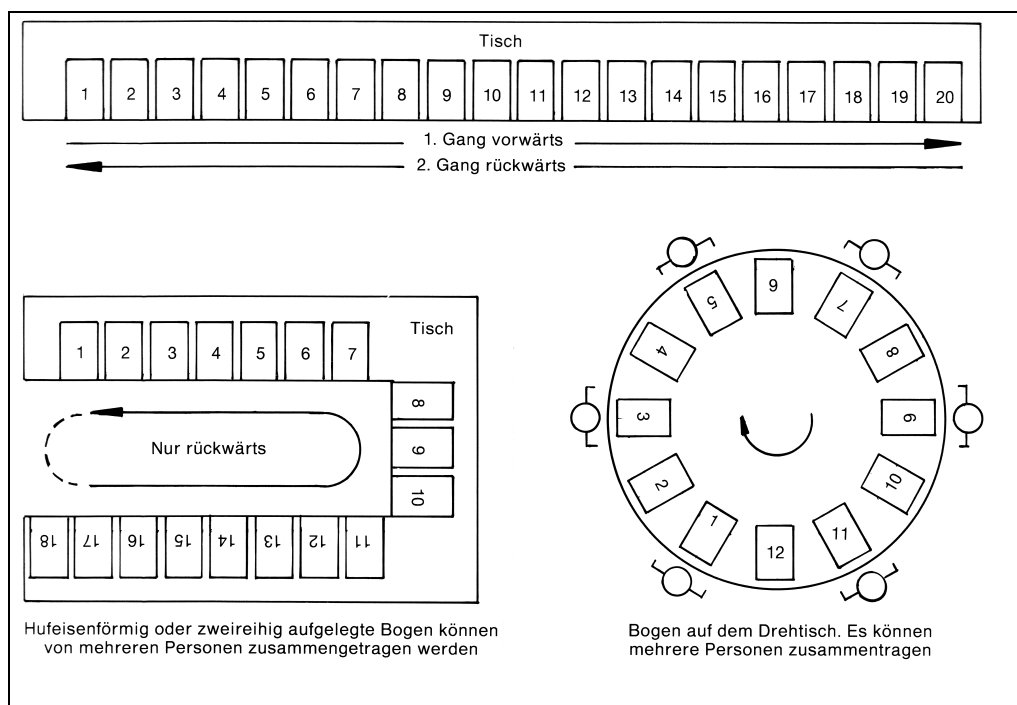 Tisch
1 2 3 4 5 6 7 8 9 10 11 12 13 14 15 16 17 18 19 20
1. Gang vorwärts
2. Gang rückwärts
Tisch
1 2 3 4 5 6 7
8
9
10
Nur rückwärts
18 17 16 15 14 13 12 11
Hufeisenförmig oder zweireihig aufgelegte Bogen können
von mehreren Personen zusammengetragen werden
1
2
3
4
5
6
7
8
9
10
11
12
Bogen auf dem Drehtisch. Es können
mehrere Personen zusammentragen